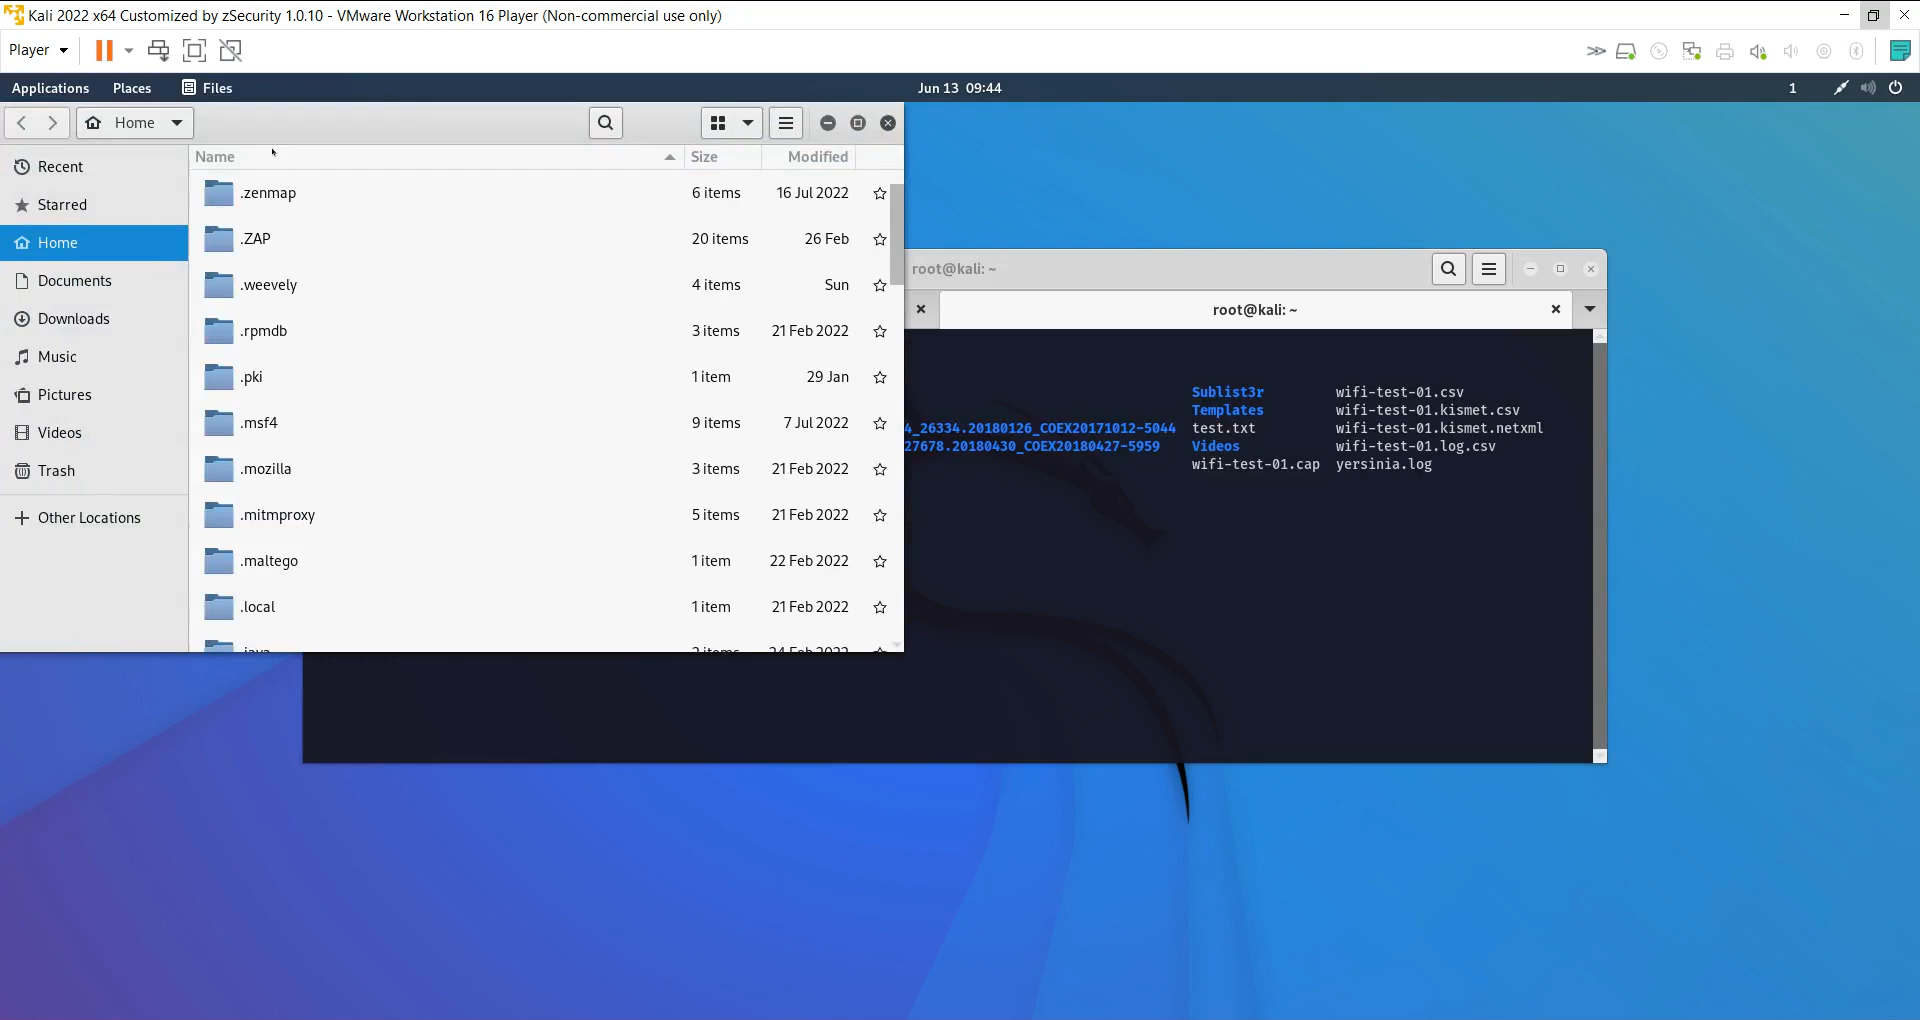 Kali 2022 x64 Customized by zSecurity 1.0.10 - VMware Workstation 16 Player (Non-commercial use only)
Player
Applications Places Files Jun 13 09:44 1
Home
Name Size Modified
Recent
Starred
Home
Documents
Downloads
Music
Pictures
Videos
Trash
Other Locations
.zenmap 6 items 16 Jul 2022
.ZAP 20 items 26 Feb
.weevely 4 items Sun
.rpmdb 3 items 21 Feb 2022
.pki 1 item 29 Jan
.msf4 9 items 7 Jul 2022
.mozilla 3 items 21 Feb 2022
.mitmproxy 5 items 21 Feb 2022
.maltego 1 item 22 Feb 2022
.local 1 item 21 Feb 2022
root@kali: ~
root@kali: ~
Sublist3r wifi-test-01.csv
Templates wifi-test-01.kismet.csv
4_26334.20180126_COEX20171012-5044 test.txt wifi-test-01.kismet.netxml
27678.20180430_COEX20180427-5959 Videos wifi-test-01.log.csv
wifi-test-01.cap yersinia.log